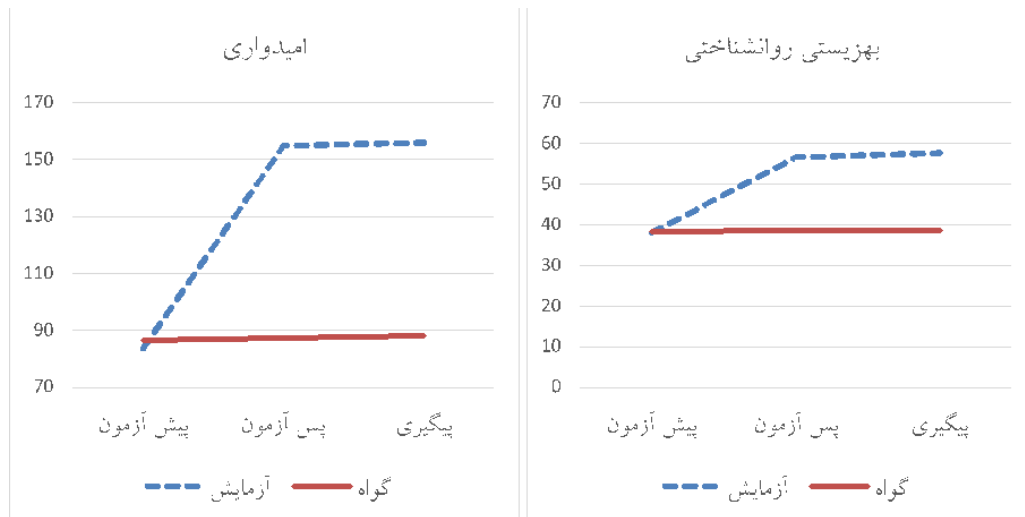 امیدواری
170
150
130
110
90
70
پیش آزمون پس آزمون پیگیری
آزمایش گواه
بهزیستی روانشناختی
70
60
50
40
30
20
10
0
پیش آزمون پس آزمون پیگیری
آزمایش گواه